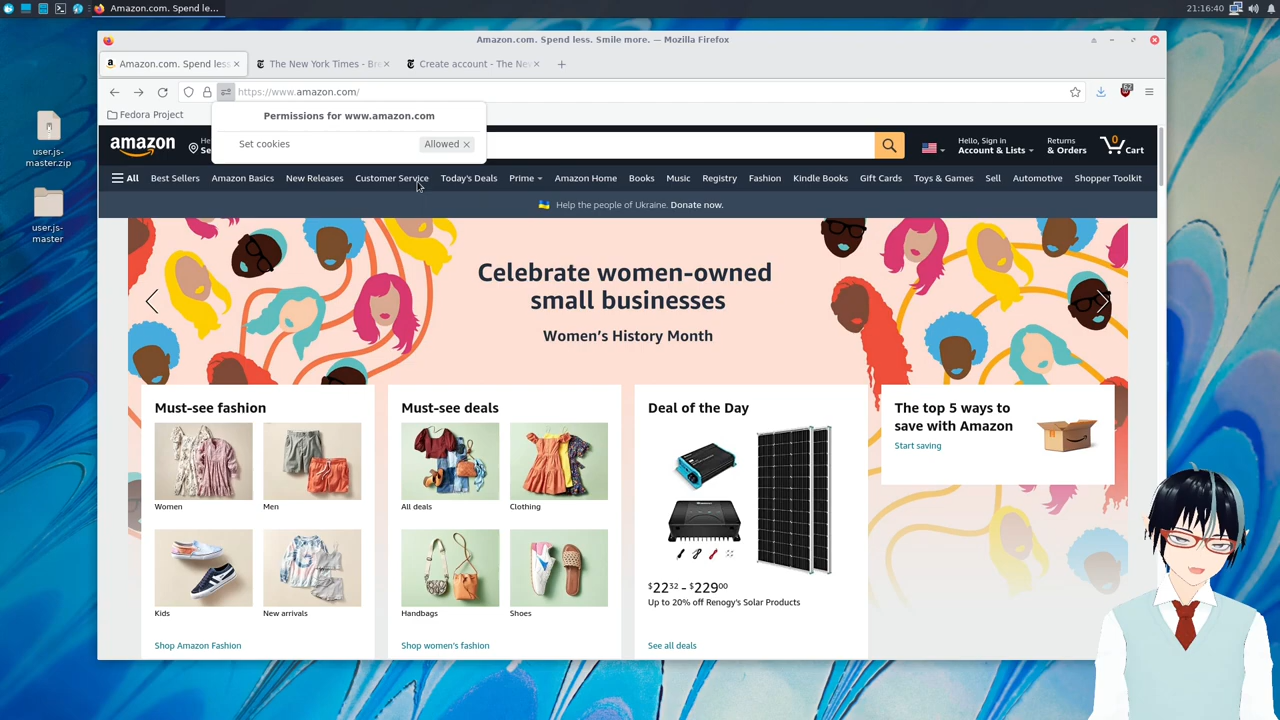 Amazon.com. Spend le...
21:16:40
Amazon.com. Spend less. Smile more. — Mozilla Firefox
Amazon.com. Spend less
The New York Times - Bre
Create account - The Nev
https://www.amazon.com/
62
Fedora Project
Permissions for www.amazon.com
Set cookies
Allowed
amazon
He
Se
Hello, Sign in
Account & Lists
Returns
& Orders
0
Cart
All
Best Sellers
Amazon Basics
New Releases
Customer Service
Today's Deals
Prime
Amazon Home
Books
Music
Registry
Fashion
Kindle Books
Gift Cards
Toys & Games
Sell
Automotive
Shopper Toolkit
Help the people of Ukraine. Donate now.
user.js-
master.zip
user.js-
master
Celebrate women-owned
small businesses
Women's History Month
Must-see fashion
Women
Men
Kids
New arrivals
Shop Amazon Fashion
Must-see deals
All deals
Clothing
Handbags
Shoes
Shop women's fashion
Deal of the Day
$2232 - $22900
Up to 20% off Renogy's Solar Products
See all deals
The top 5 ways to
save with Amazon
Start saving